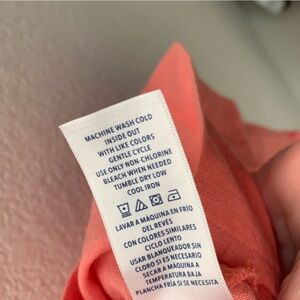 MACHINE WASH COLD
INSIDE OUT
WITH LIKE COLORS
GENTLE CYCLE
USE ONLY NON-CHLORINE
BLEACH WHEN NEEDED
TUMBLE DRY LOW
COOL IRON
LAVAR A MÁQUINA EN FRÍO
DEL REVÉS
CON COLORES SIMILARES
CICLO LENTO
USAR BLANQUEADOR SIN
CLORO SI ES NECESARIO
SECAR A MÁQUINA A
TEMPERATURA BAJA
PLANCHA FRÍA SI SE NECESITA